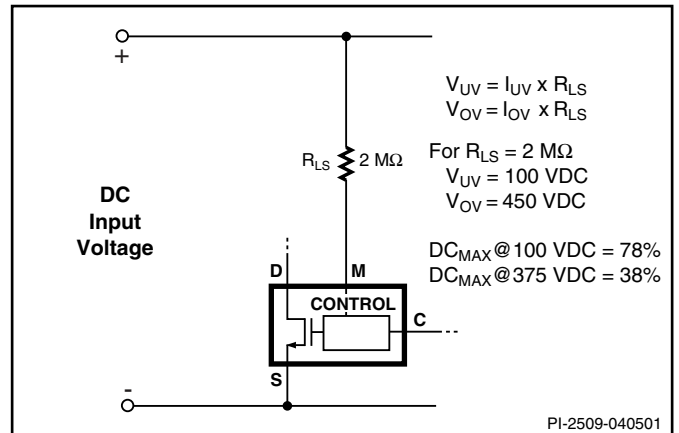 +
V_UV = I_UV x R_LS
V_OV = I_OV x R_LS
R_LS 2 MΩ
For R_LS = 2 MΩ
V_UV = 100 VDC
V_OV = 450 VDC
DC
Input
Voltage
DC_MAX@100 VDC = 78%
DC_MAX@375 VDC = 38%
D M
CONTROL
C
S
-
PI-2509-040501